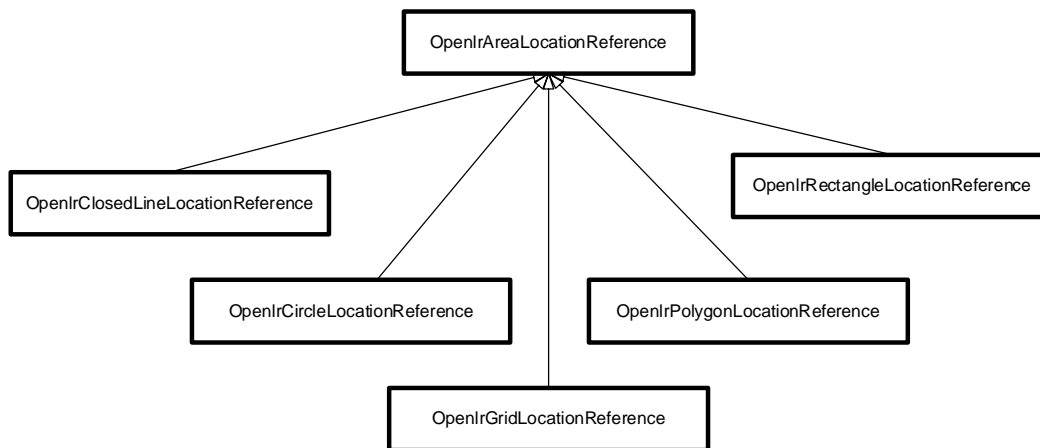 OpenlrAreaLocationReference
OpenlrClosedLineLocationReference
OpenlrRectangleLocationReference
OpenlrCircleLocationReference
OpenlrPolygonLocationReference
OpenlrGridLocationReference